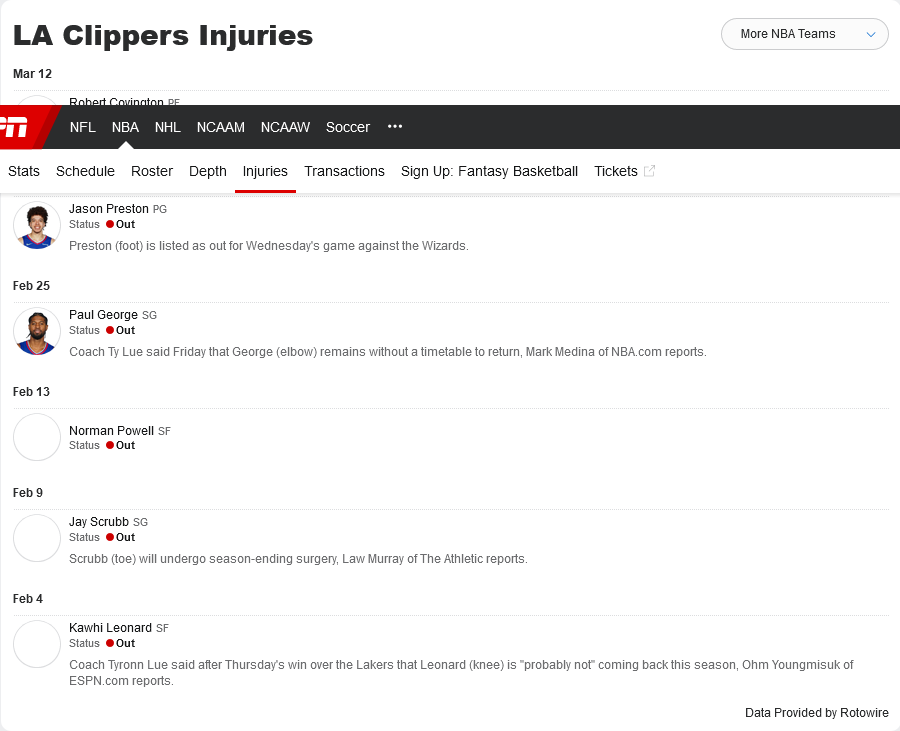 LA Clippers Injuries
More NBA Teams
Mar 12
Robert Covington PF
NFL NBA NHL NCAAM NCAAW Soccer •••
Stats Schedule Roster Depth Injuries Transactions Sign Up: Fantasy Basketball Tickets
Jason Preston PG
Status Out
Preston (foot) is listed as out for Wednesday's game against the Wizards.
Feb 25
Paul George SG
Status Out
Coach Ty Lue said Friday that George (elbow) remains without a timetable to return, Mark Medina of NBA.com reports.
Feb 13
Norman Powell SF
Status Out
Feb 9
Jay Scrubb SG
Status Out
Scrubb (toe) will undergo season-ending surgery, Law Murray of The Athletic reports.
Feb 4
Kawhi Leonard SF
Status Out
Coach Tyronn Lue said after Thursday's win over the Lakers that Leonard (knee) is "probably not" coming back this season, Ohm Youngmisuk of
ESPN.com reports.
Data Provided by Rotowire